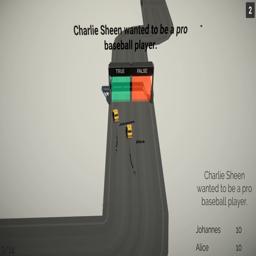 Charlie Sheen wanted to be a pro
baseball player.
2
TRUE FALSE
Charlie Sheen
wanted to be a pro
baseball player.
Johannes 10
Alice 10